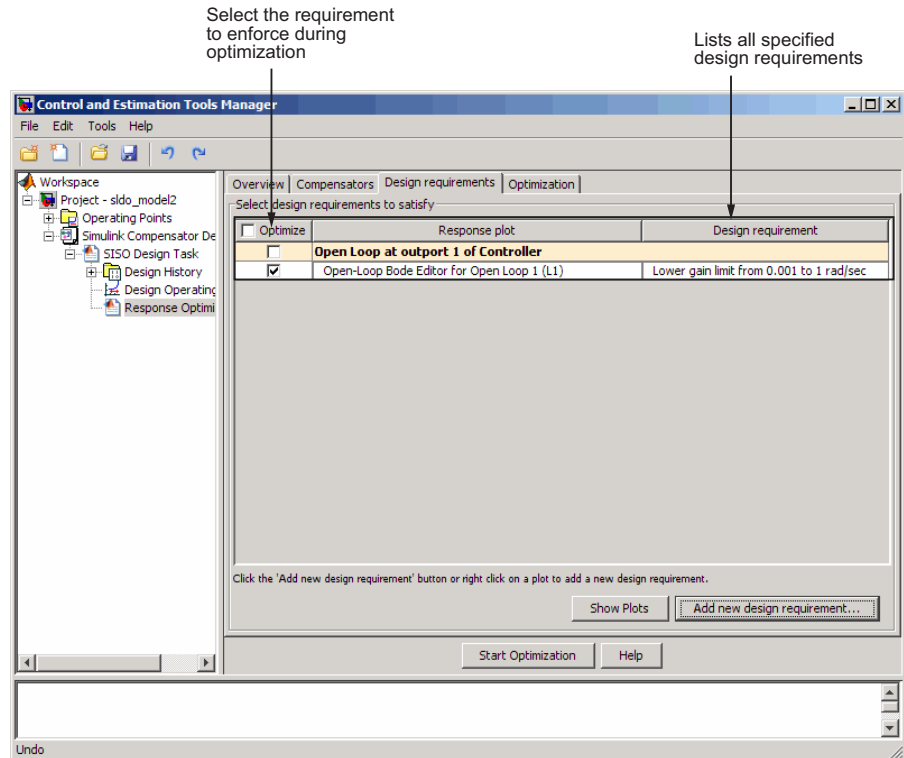 Select the requirement
to enforce during
optimization
Lists all specified
design requirements
Control and Estimation Tools Manager
File Edit Tools Help
Workspace
Project - sldo_model2
Operating Points
Simulink Compensator De
SISO Design Task
Design History
Design Operating
Response Optimi
Overview Compensators Design requirements Optimization
Select design requirements to satisfy
Optimize Response plot Design requirement
Open Loop at outport 1 of Controller
Open-Loop Bode Editor for Open Loop 1 (L1) Lower gain limit from 0.001 to 1 rad/sec
Click the 'Add new design requirement' button or right click on a plot to add a new design requirement.
Show Plots Add new design requirement...
Start Optimization Help
Undo